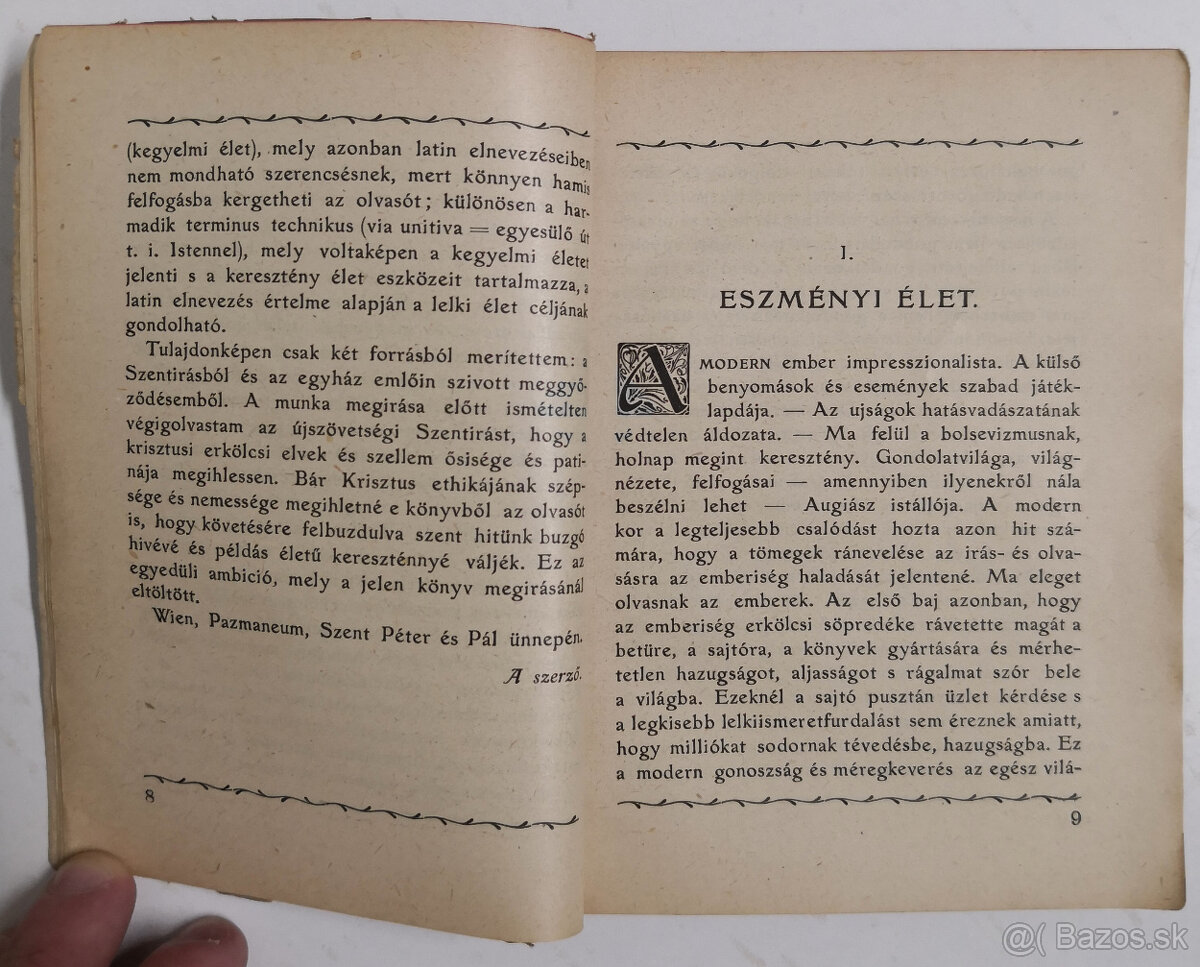 (kegyelmi élet), mely azonban latin elnevezéseiben
nem mondható szerencsésnek, mert könnyen hamis
felfogásba kergetheti az olvasót; különösen a har-
madik terminus technikus (via unitiva = egyesülő út
t. i. Istennel), mely voltaképen a kegyelmi életet
jelenti s a keresztény élet eszközeit tartalmazza, a
latin elnevezés értelme alapján a lelki élet céljának
gondolható.
Tulajdonképen csak két forrásból merítettem: a
Szentirásból és az egyház emlőin szivott meggyő-
ződésemből. A munka megirása előtt ismételten
végigolvastam az újszövetségi Szentirást, hogy a
krisztusi erkölcsi elvek és szellem ősisége és pati-
nája megihlessen. Bár Krisztus ethikájának szép-
sége és nemessége megihletné e könyvből az olvasót
is, hogy követésére felbuzdulva szent hitünk buzgó
hivévé és példás életű kereszténnyé váljék. Ez az
egyedüli ambició, mely a jelen könyv megirásánál
eltöltött.
Wien, Pazmaneum, Szent Péter és Pál ünnepén.
A szerző.
8
I.
ESZMÉNYI ÉLET.
A MODERN ember impresszionalista. A külső
benyomások és események szabad játék-
lapdája. — Az ujságok hatásvadászatának
védtelen áldozata. — Ma felül a bolsevizmusnak,
holnap megint keresztény. Gondolatvilága, világ-
nézete, felfogásai — amennyiben ilyenekről nála
beszélni lehet — Augiász istállója. A modern
kor a legteljesebb csalódást hozta azon hit szá-
mára, hogy a tömegek ránevelése az irás- és olva-
sásra az emberiség haladását jelentené. Ma eleget
olvasnak az emberek. Az első baj azonban, hogy
az emberiség erkölcsi söpredéke rávetette magát a
betüre, a sajtóra, a könyvek gyártására és mérhe-
tetlen hazugságot, aljasságot s rágalmat szór bele
a világba. Ezeknél a sajtó pusztán üzlet kérdése s
a legkisebb lelkiismeretfurdalást sem éreznek amiatt,
hogy milliókat sodornak tévedésbe, hazugságba. Ez
a modern gonoszság és méregkeverés az egész vilá-
9
@( Bazos.sk